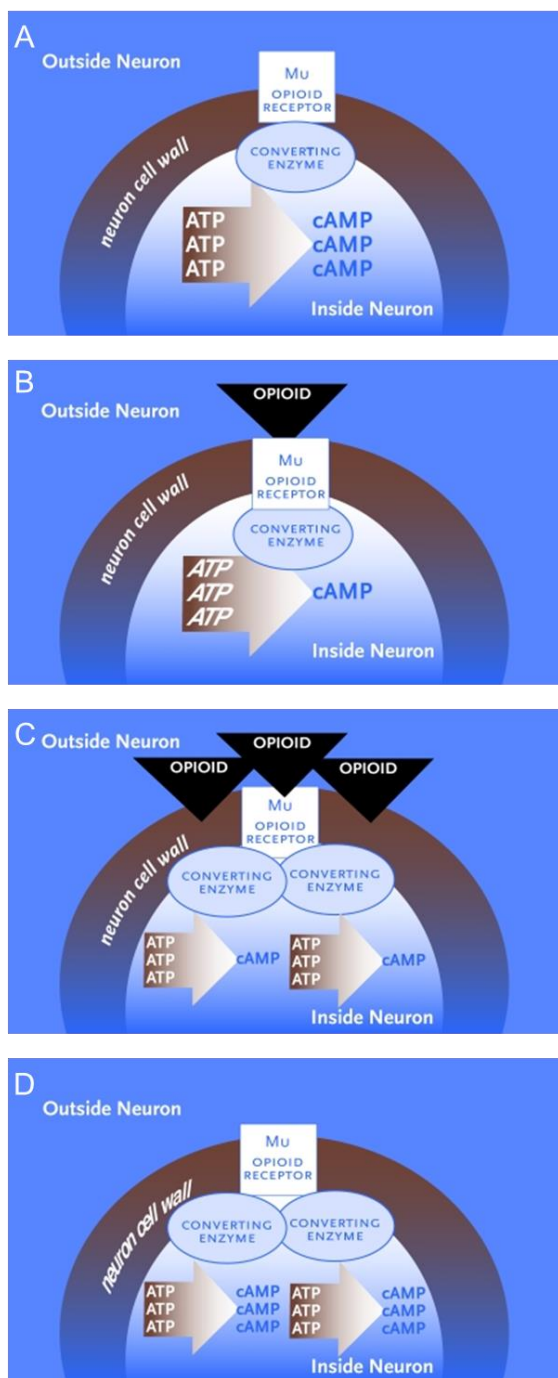 A
Outside Neuron
Mu
OPIOID
RECEPTOR
CONVERTING
ENZYME
neuron cell wall
ATP cAMP
ATP cAMP
ATP cAMP
Inside Neuron
B
OPIOID
Outside Neuron
Mu
OPIOID
RECEPTOR
CONVERTING
ENZYME
neuron cell wall
ATP
ATP cAMP
ATP
Inside Neuron
C
Outside Neuron
OPIOID
OPIOID
OPIOID
Mu
OPIOID
RECEPTOR
neuron cell wall
CONVERTING
ENZYME
CONVERTING
ENZYME
ATP ATP
ATP cAMP ATP cAMP
ATP ATP
Inside Neuron
D
Outside Neuron
Mu
OPIOID
RECEPTOR
neuron cell wall
CONVERTING
ENZYME
CONVERTING
ENZYME
ATP cAMP ATP cAMP
ATP cAMP ATP cAMP
ATP cAMP ATP cAMP
Inside Neuron